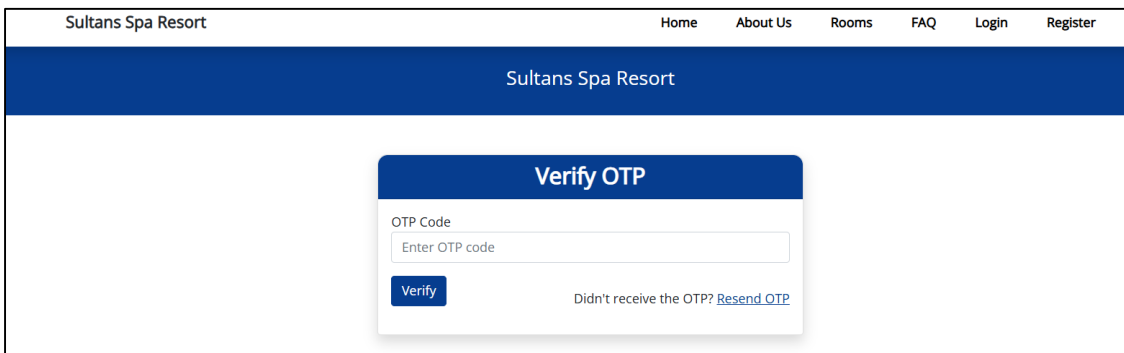 Sultans Spa Resort Home About Us Rooms FAQ Login Register
Sultans Spa Resort
Verify OTP
OTP Code
Enter OTP code
Verify Didn't receive the OTP? Resend OTP